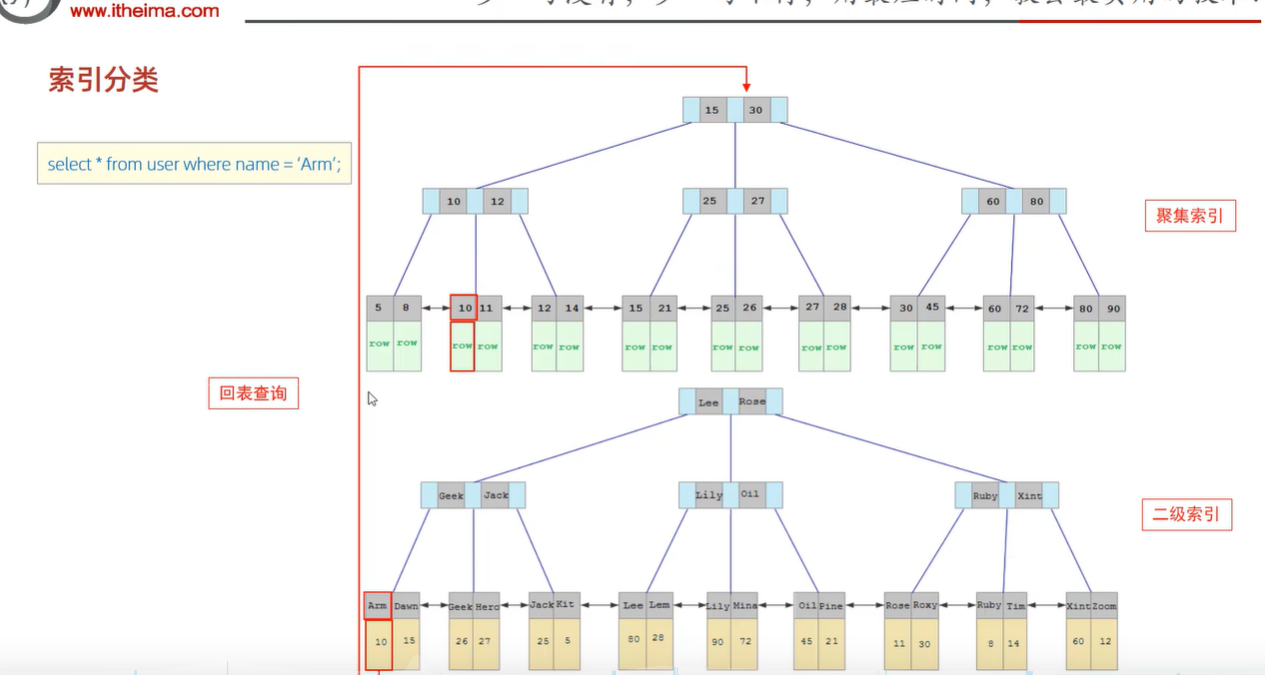 www.itheima.com
索引分类
select * from user where name = ‘Arm’;
15 30
10 12 25 27 60 80
聚集索引
5 8 10 11 12 14 15 21 25 26 27 28 30 45 60 72 80 90
row row row row row row row row row row row row row row row row row row
回表查询
Lee Rose
Geek Jack Lily Oil Ruby Xint
二级索引
Arm Dawn Geek Hero Jack Kit Lee Lem Lily Mina Oil Pine Rose Roxy Ruby Tim Xint Zoom
10 15 26 27 25 5 80 28 90 72 45 21 11 30 8 14 60 12